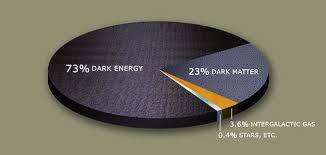 73% DARK ENERGY
23% DARK MATTER
3.6% INTERGALACTIC GAS
0.4% STARS, ETC.